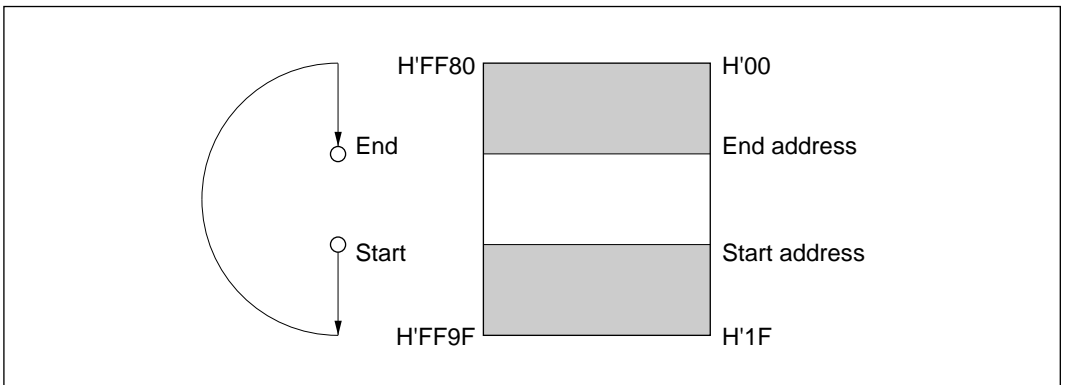 H'FF80
H'00
End
End address
Start
Start address
H'FF9F
H'1F